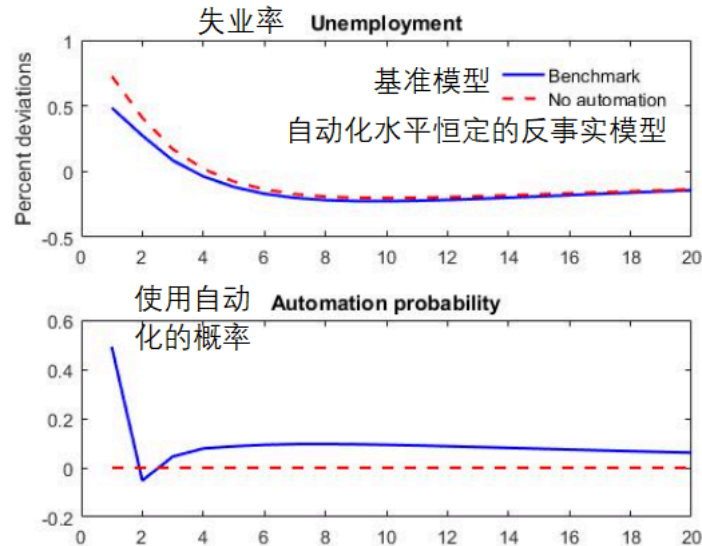 失业率 Unemployment
1
0.5
0
-0.5
Percent deviations
基准模型 Benchmark
No automation
自动化水平恒定的反事实模型
0 2 4 6 8 10 12 14 16 18 20
使用自动
化的概率
Automation probability
0.6
0.4
0.2
0
-0.2
0 2 4 6 8 10 12 14 16 18 20